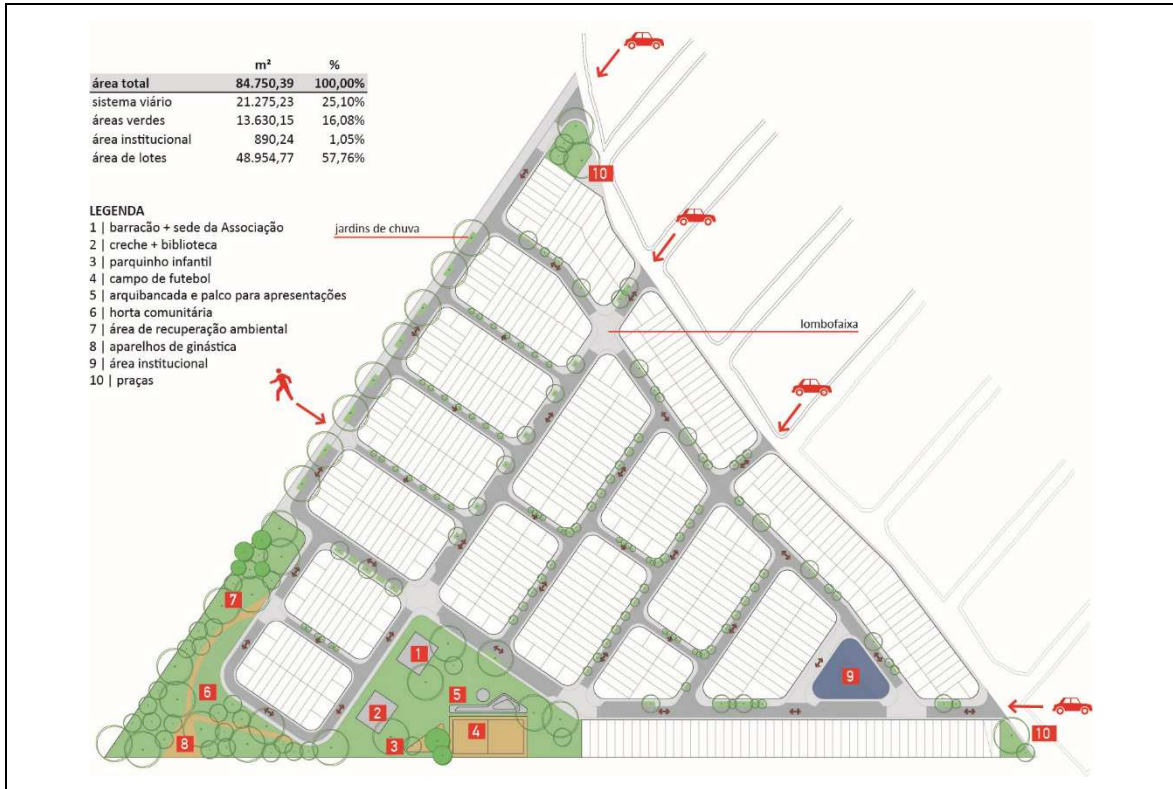 m² %
área total 84.750,39 100,00%
sistema viário 21.275,23 25,10%
áreas verdes 13.630,15 16,08%
área institucional 890,24 1,05%
área de lotes 48.954,77 57,76%
LEGENDA
1 | barracão + sede da Associação
2 | creche + biblioteca
3 | parquinho infantil
4 | campo de futebol
5 | arquibancada e palco para apresentações
6 | horta comunitária
7 | área de recuperação ambiental
8 | aparelhos de ginástica
9 | área institucional
10 | praças
10
jardins de chuva
lombofaixa
7
1
6
5
9
2
4
3
8
10